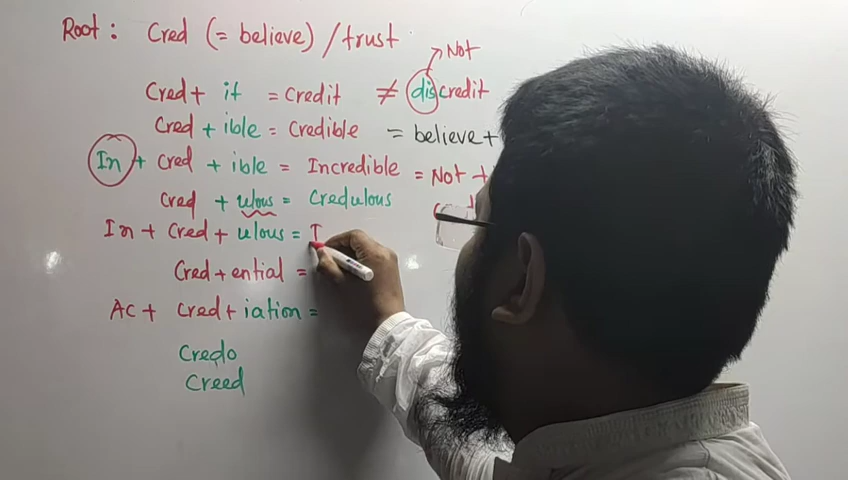 Root: Cred (= believe) / trust
Not
Cred + it = Credit ≠ discredit
Cred + ible = Credible = believe +
In + cred + ible = Incredible = Not +
Cred + ulous = Credulous
In + Cred + ulous = I
Cred + ential =
Ac + Cred + iation =
Credo
Creed